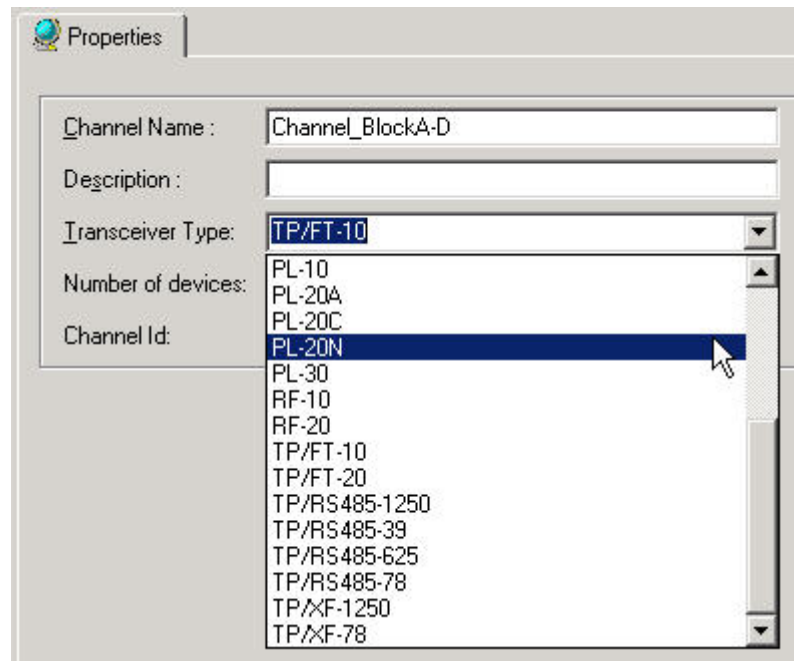 Properties
Channel Name : Channel_BlockA-D
Description :
Transceiver Type: TP/FT-10
Number of devices:
Channel Id:
PL-10
PL-20A
PL-20C
PL-20N
PL-30
RF-10
RF-20
TP/FT-10
TP/FT-20
TP/RS485-1250
TP/RS485-39
TP/RS485-625
TP/RS485-78
TP/XF-1250
TP/XF-78